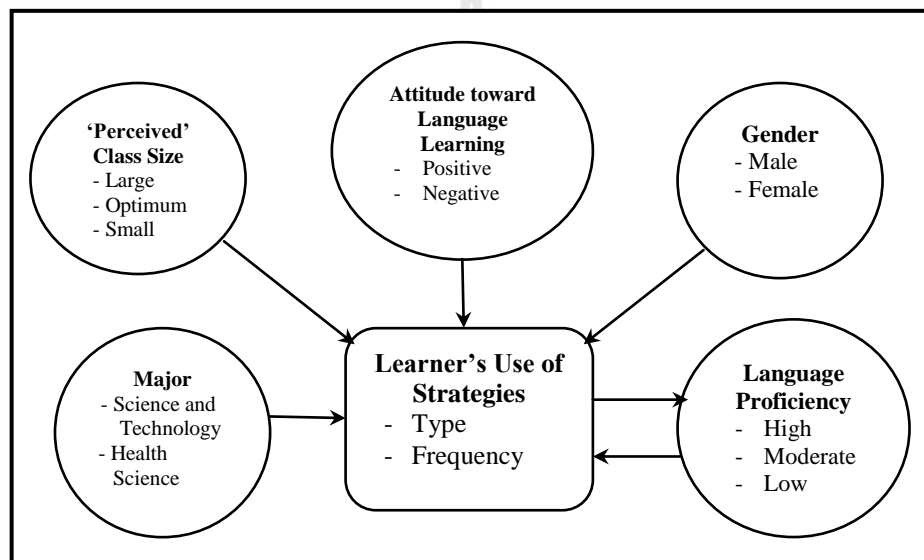 ‘Perceived’
Class Size
- Large
- Optimum
- Small
Attitude toward
Language
Learning
- Positive
- Negative
Gender
- Male
- Female
Major
- Science and
Technology
- Health
Science
Learner’s Use of
Strategies
- Type
- Frequency
Language
Proficiency
- High
- Moderate
- Low